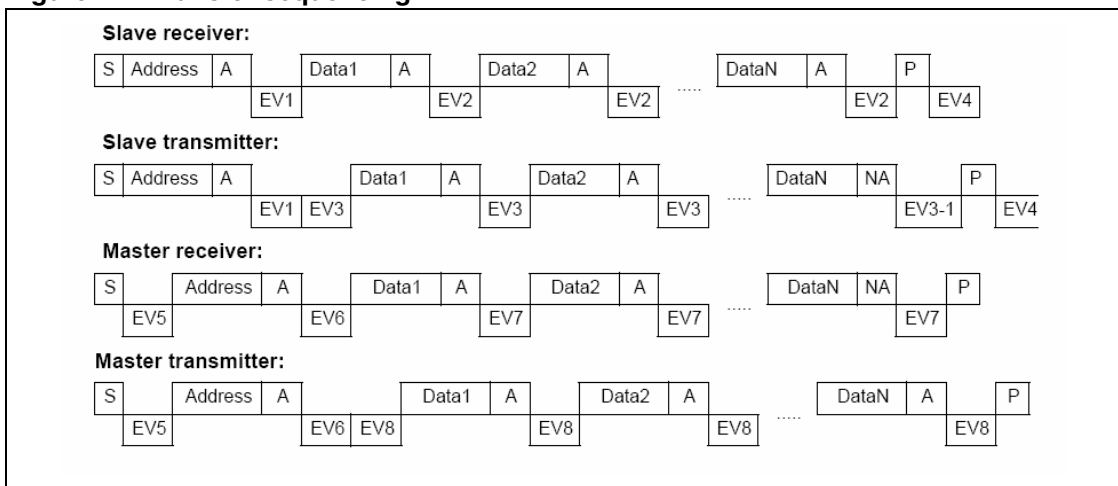 Slave receiver:
S Address A Data1 A Data2 A DataN A P
EV1 EV2 EV2 ..... EV2 EV4
Slave transmitter:
S Address A Data1 A Data2 A DataN NA P
EV1 EV3 EV3 EV3 ..... EV3-1 EV4
Master receiver:
S Address A Data1 A Data2 A DataN NA P
EV5 EV6 EV7 EV7 ..... EV7
Master transmitter:
S Address A Data1 A Data2 A DataN A P
EV5 EV6 EV8 EV8 EV8 ..... EV8